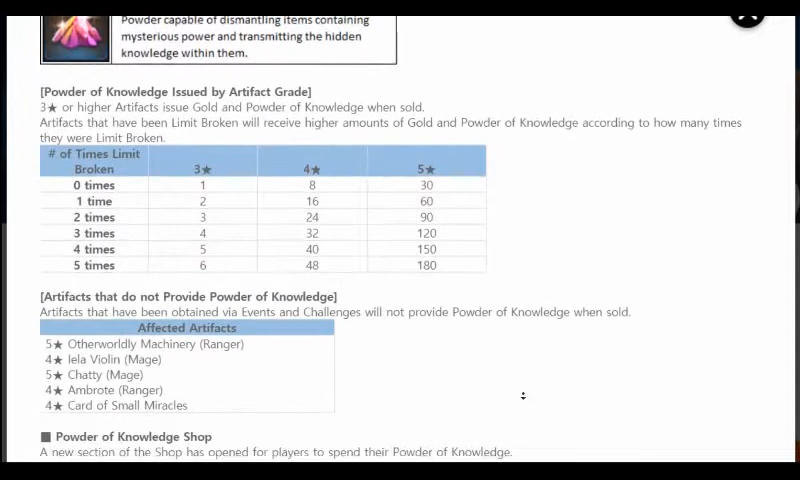 Powder capable of dismantling items containing
mysterious power and transmitting the hidden
knowledge within them.
[Powder of Knowledge Issued by Artifact Grade]
3★ or higher Artifacts issue Gold and Powder of Knowledge when sold.
Artifacts that have been Limit Broken will receive higher amounts of Gold and Powder of Knowledge according to how many times
they were Limit Broken.
# of Times Limit
Broken 3★ 4★ 5★
0 times 1 8 30
1 time 2 16 60
2 times 3 24 90
3 times 4 32 120
4 times 5 40 150
5 times 6 48 180
[Artifacts that do not Provide Powder of Knowledge]
Artifacts that have been obtained via Events and Challenges will not provide Powder of Knowledge when sold.
Affected Artifacts
5★ Otherworldly Machinery (Ranger)
4★ Iela Violin (Mage)
5★ Chatty (Mage)
4★ Ambrote (Ranger)
4★ Card of Small Miracles
■ Powder of Knowledge Shop
A new section of the Shop has opened for players to spend their Powder of Knowledge.